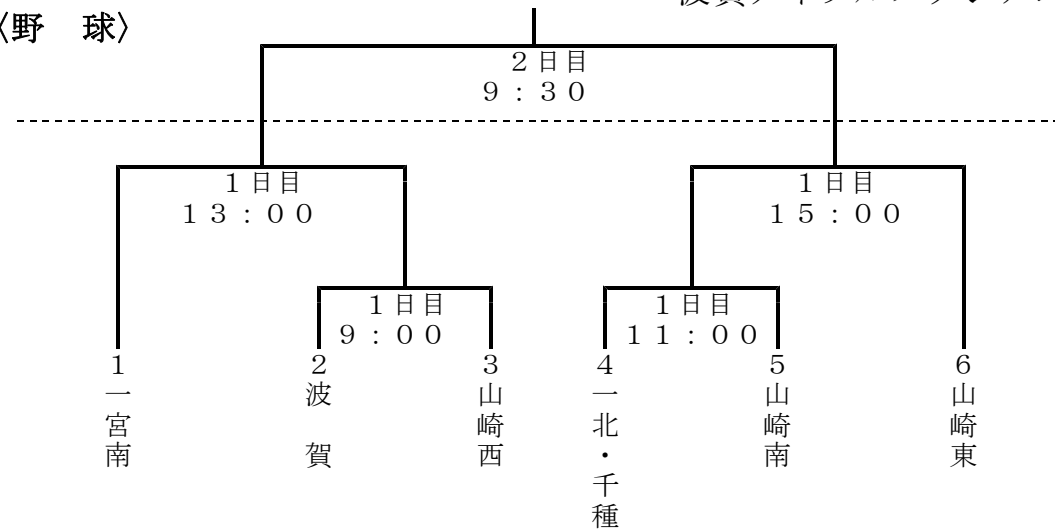 〈野　球〉
２日目
９：３０
１日目
１３：００
１日目
１５：００
１日目
９：００
１日目
１１：００
１
一宮南
２
波　賀
３
山崎西
４
一北・千種
５
山崎南
６
山崎東